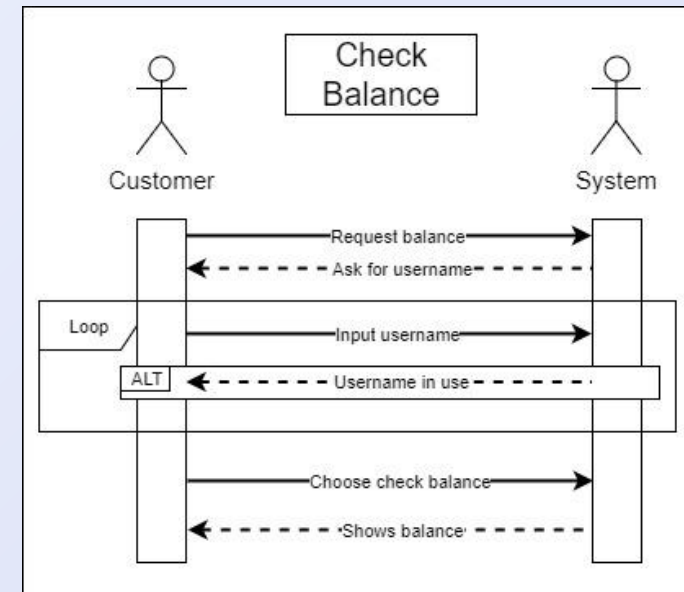 Check
Balance
Customer
System
Request balance
Ask for username
Loop
Input username
ALT
Username in use
Choose check balance
Shows balance